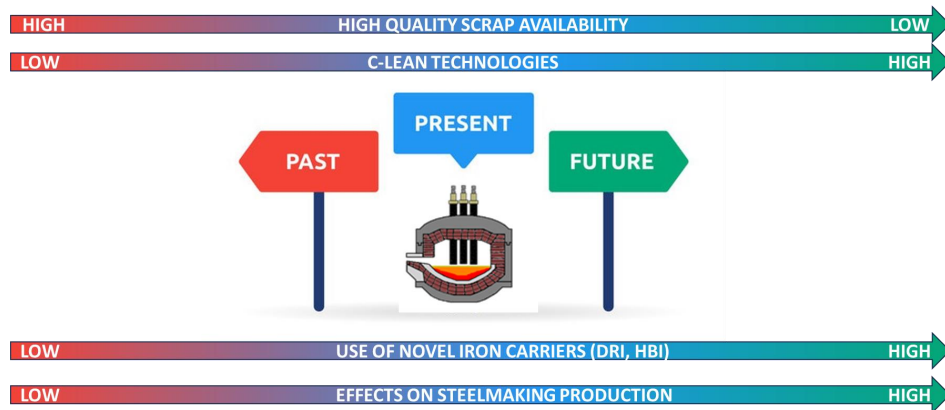 HIGH HIGH QUALITY SCRAP AVAILABILITY LOW
LOW C-LEAN TECHNOLOGIES HIGH
PAST PRESENT FUTURE
LOW USE OF NOVEL IRON CARRIERS (DRI, HBI) HIGH
LOW EFFECTS ON STEELMAKING PRODUCTION HIGH